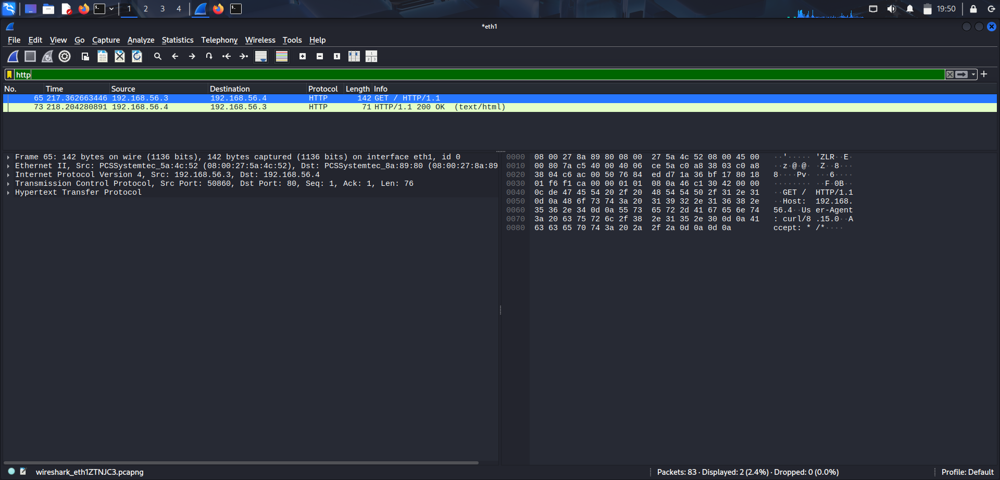 1 2 3 4 19:50
*eth1
File Edit View Go Capture Analyze Statistics Telephony Wireless Tools Help
http
No. Time Source Destination Protocol Length Info
65 217.362663446 192.168.56.3 192.168.56.4 HTTP 142 GET / HTTP/1.1
73 218.204280891 192.168.56.4 192.168.56.3 HTTP 71 HTTP/1.1 200 OK (text/html)
Frame 65: 142 bytes on wire (1136 bits), 142 bytes captured (1136 bits) on interface eth1, id 0
Ethernet II, Src: PCSSystemtec_5a:4c:52 (08:00:27:5a:4c:52), Dst: PCSSystemtec_8a:89:80 (08:00:27:8a:89
Internet Protocol Version 4, Src: 192.168.56.3, Dst: 192.168.56.4
Transmission Control Protocol, Src Port: 50860, Dst Port: 80, Seq: 1, Ack: 1, Len: 76
Hypertext Transfer Protocol
0000 08 00 27 8a 89 80 08 00 27 5a 4c 52 08 00 45 00 ··'····· 'ZLR··E·
0010 00 80 7a c5 40 00 40 06 ce 5a c0 a8 38 03 c0 a8 ··z·@·@· ·Z··8···
0020 38 04 c6 ac 00 50 76 84 ed d7 1a 36 bf 17 80 18 8····Pv· ···6····
0030 01 f6 f1 ca 00 00 01 01 08 0a 46 c1 30 42 00 00 ········ ··F·0B··
0040 0c de 47 45 54 20 2f 20 48 54 54 50 2f 31 2e 31 ··GET / HTTP/1.1
0050 0d 0a 48 6f 73 74 3a 20 31 39 32 2e 31 36 38 2e ··Host: 192.168.
0060 35 36 2e 34 0d 0a 55 73 65 72 2d 41 67 65 6e 74 56.4··Us er-Agent
0070 3a 20 63 75 72 6c 2f 38 2e 31 35 2e 30 0d 0a 41 : curl/8 .15.0··A
0080 63 63 65 70 74 3a 20 2a 2f 2a 0d 0a 0d 0a ccept: * /*····
wireshark_eth1ZTNJC3.pcapng Packets: 83 · Displayed: 2 (2.4%) · Dropped: 0 (0.0%) Profile: Default